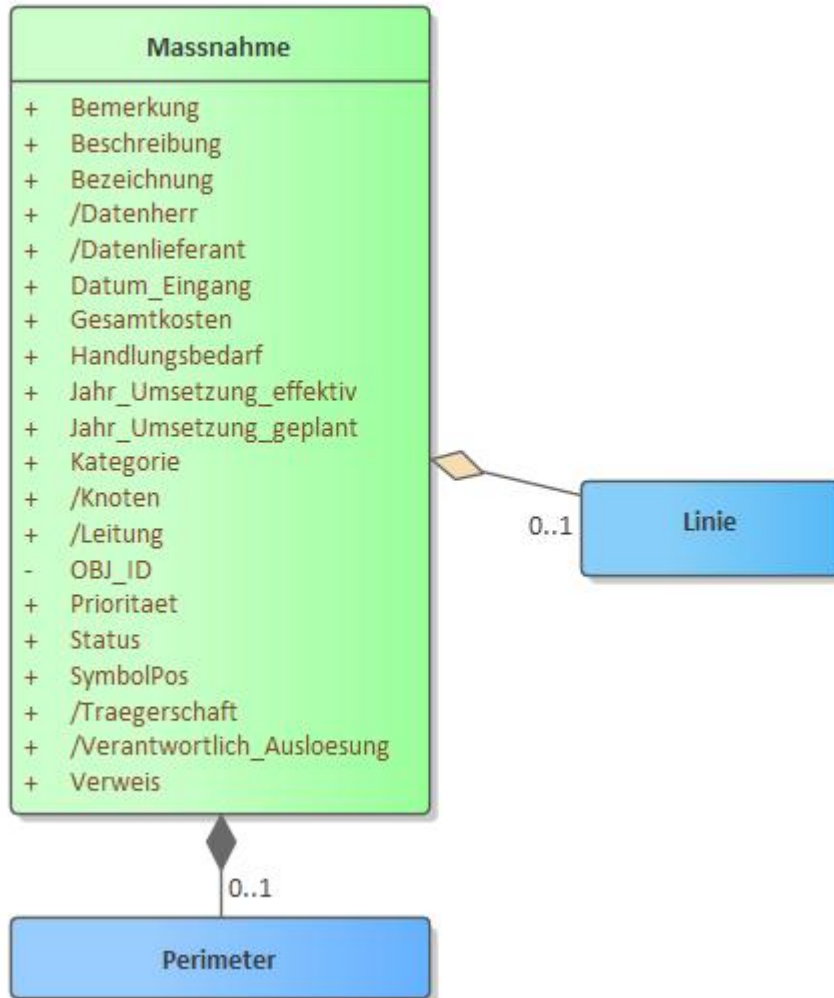 Massnahme
+ Bemerkung
+ Beschreibung
+ Bezeichnung
+ /Datenherr
+ /Datenlieferant
+ Datum_Eingang
+ Gesamtkosten
+ Handlungsbedarf
+ Jahr_Umsetzung_effektiv
+ Jahr_Umsetzung_geplant
+ Kategorie
+ /Knoten
+ /Leitung
- OBJ_ID
+ Prioritaet
+ Status
+ SymbolPos
+ /Traegerschaft
+ /Verantwortlich_Ausloesung
+ Verweis
0..1
Linie
0..1
Perimeter